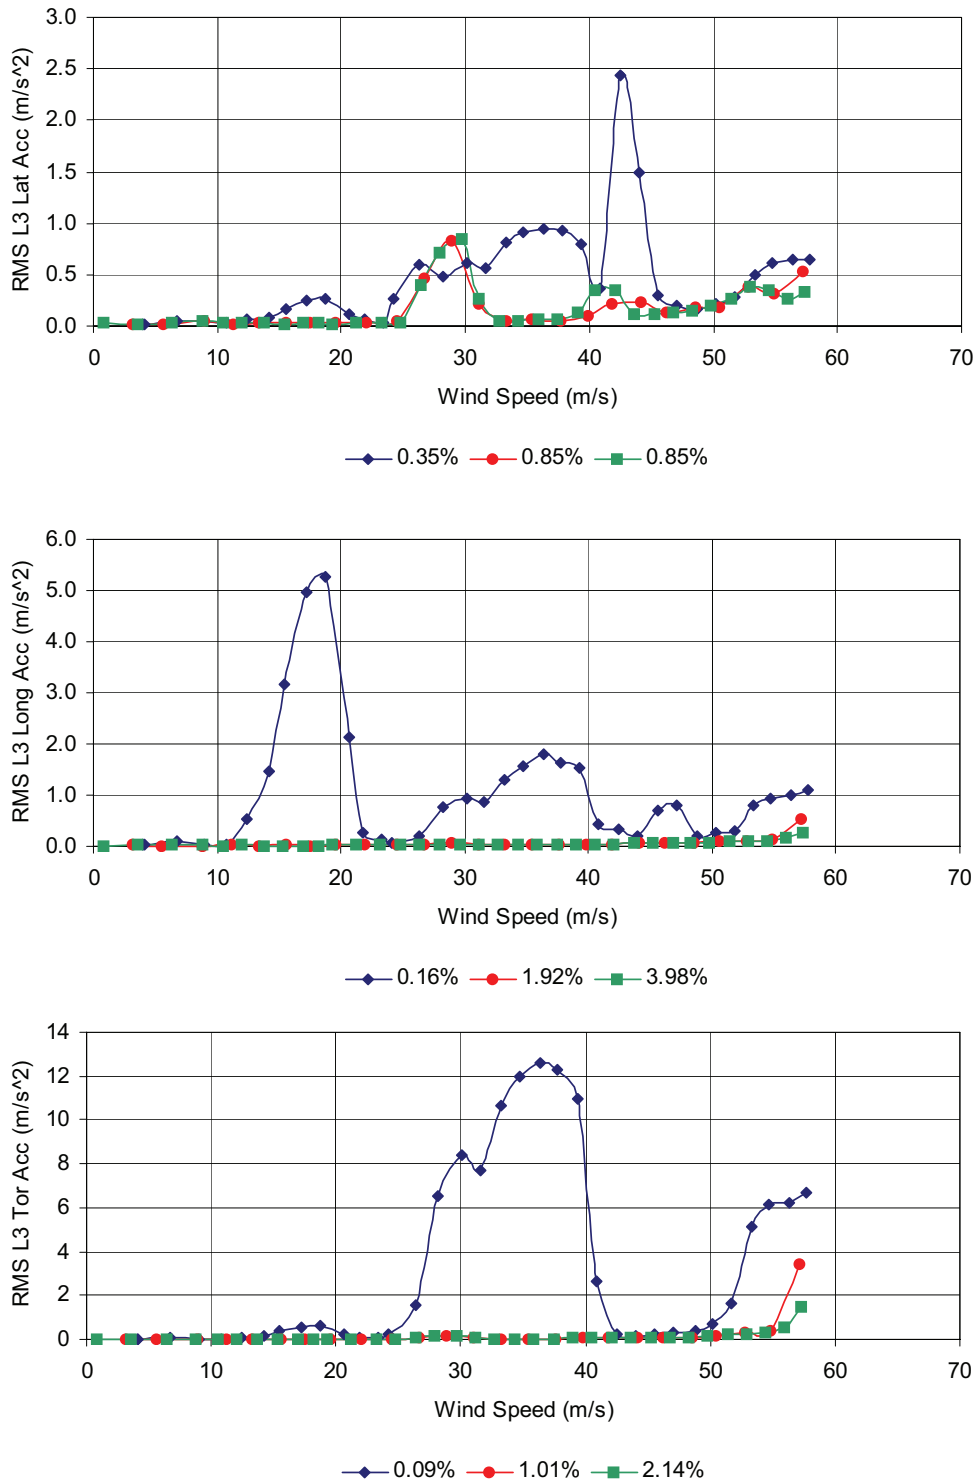 RMS L3 Lat Acc (m/s^2)
3.0
2.5
2.0
1.5
1.0
0.5
0.0
0 10 20 30 40 50 60 70
Wind Speed (m/s)
0.35% 0.85% 0.85%
RMS L3 Long Acc (m/s^2)
6.0
5.0
4.0
3.0
2.0
1.0
0.0
0 10 20 30 40 50 60 70
Wind Speed (m/s)
0.16% 1.92% 3.98%
RMS L3 Tor Acc (m/s^2)
14
12
10
8
6
4
2
0
0 10 20 30 40 50 60 70
Wind Speed (m/s)
0.09% 1.01% 2.14%